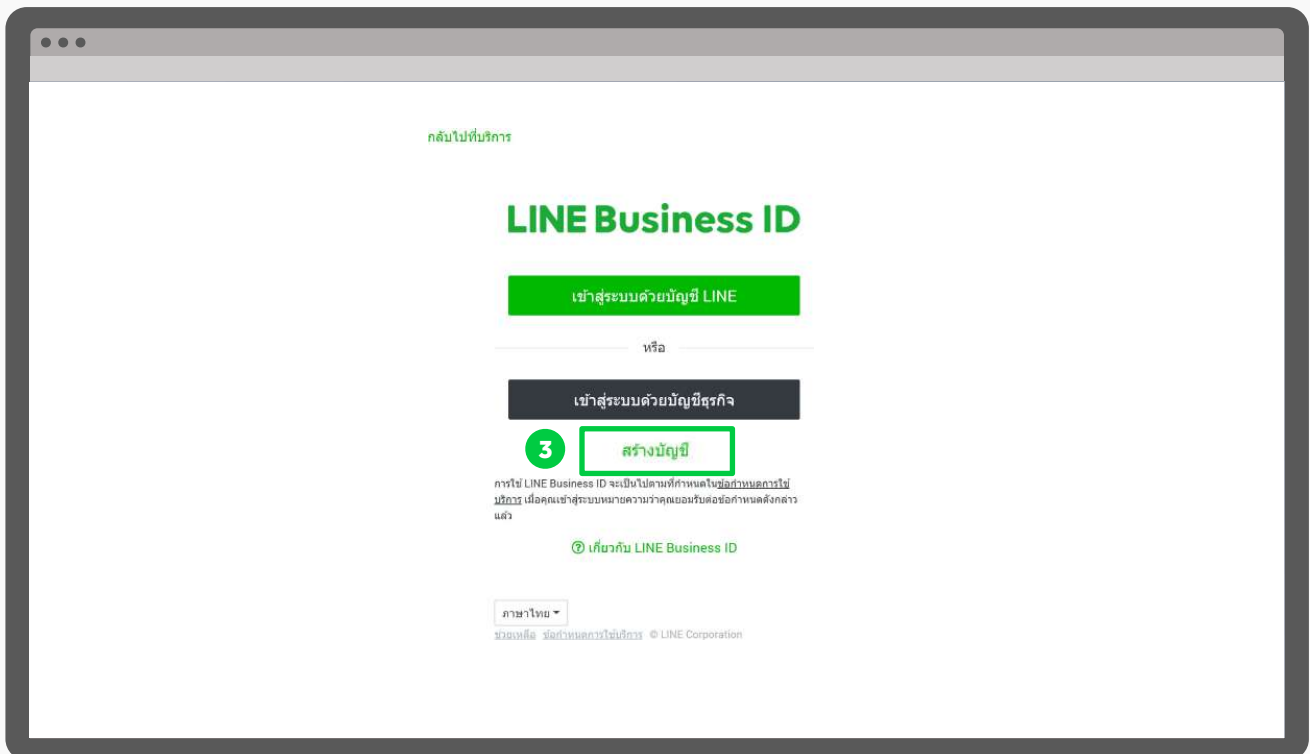 กลับไปที่บริการ
LINE Business ID
เข้าสู่ระบบด้วยบัญชี LINE
หรือ
เข้าสู่ระบบด้วยบัญชีธุรกิจ
3 สร้างบัญชี
การใช้ LINE Business ID จะเป็นไปตามที่กำหนดในข้อกำหนดการใช้
บริการ เมื่อคุณเข้าสู่ระบบหมายความว่าคุณยอมรับต่อข้อกำหนดดังกล่าว
แล้ว
? เกี่ยวกับ LINE Business ID
ภาษาไทย
ช่วยเหลือ ข้อกำหนดการใช้บริการ © LINE Corporation